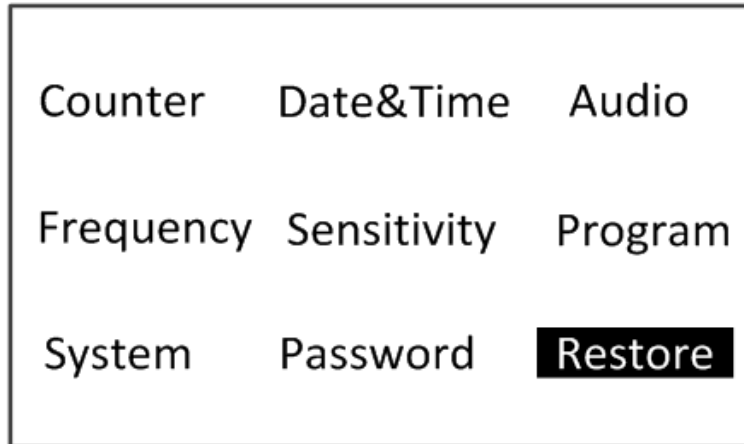 Counter Date&Time Audio
Frequency Sensitivity Program
System Password Restore